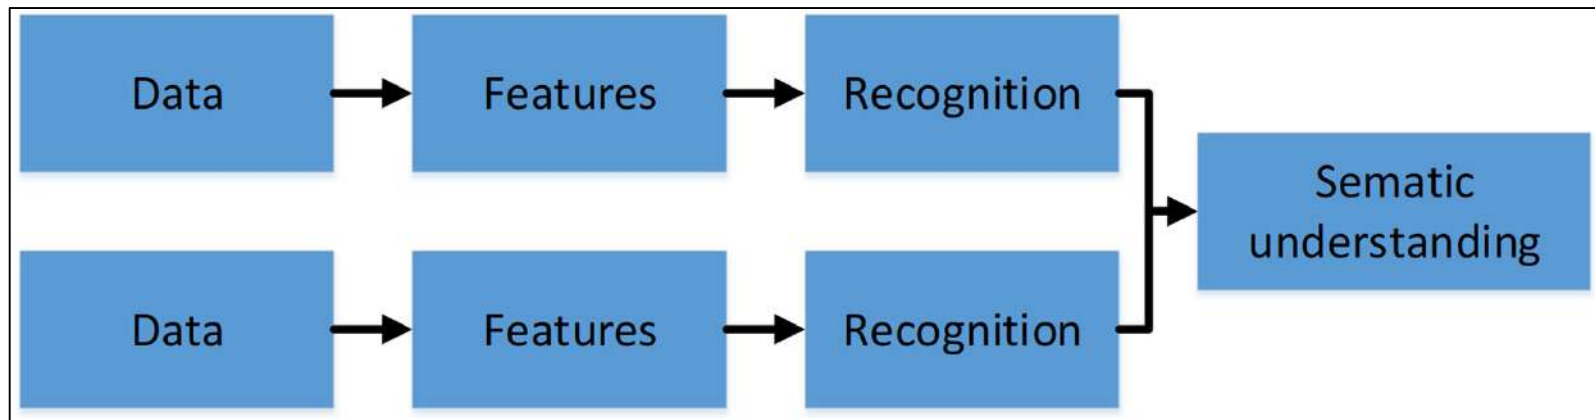 Data
Features
Recognition
Sematic
understanding
Data
Features
Recognition